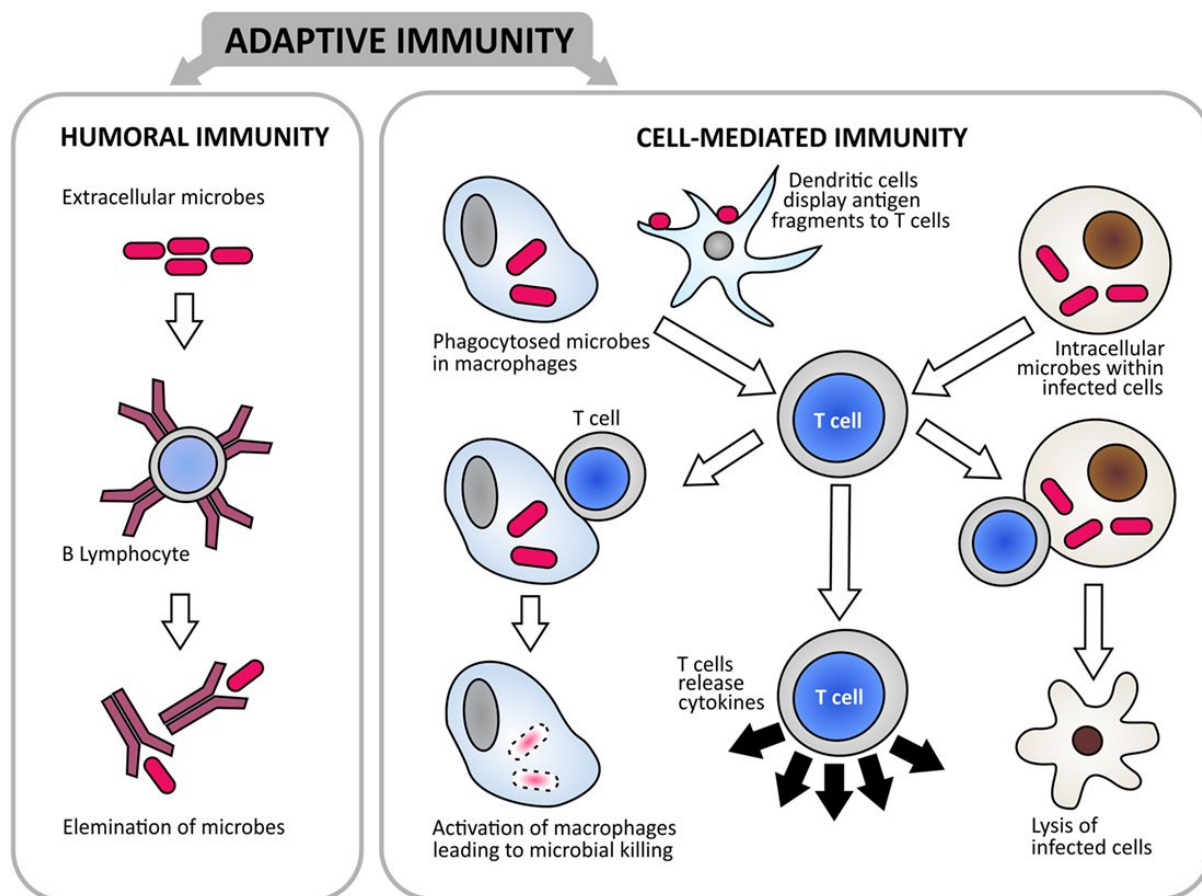 ADAPTIVE IMMUNITY
HUMORAL IMMUNITY
Extracellular microbes
B Lymphocyte
Elemination of microbes
CELL-MEDIATED IMMUNITY
Dendritic cells
display antigen
fragments to T cells
Phagocytosed microbes
in macrophages
Intracellular
microbes within
infected cells
T cell
T cell
T cells
release
cytokines
T cell
Activation of macrophages
leading to microbial killing
Lysis of
infected cells